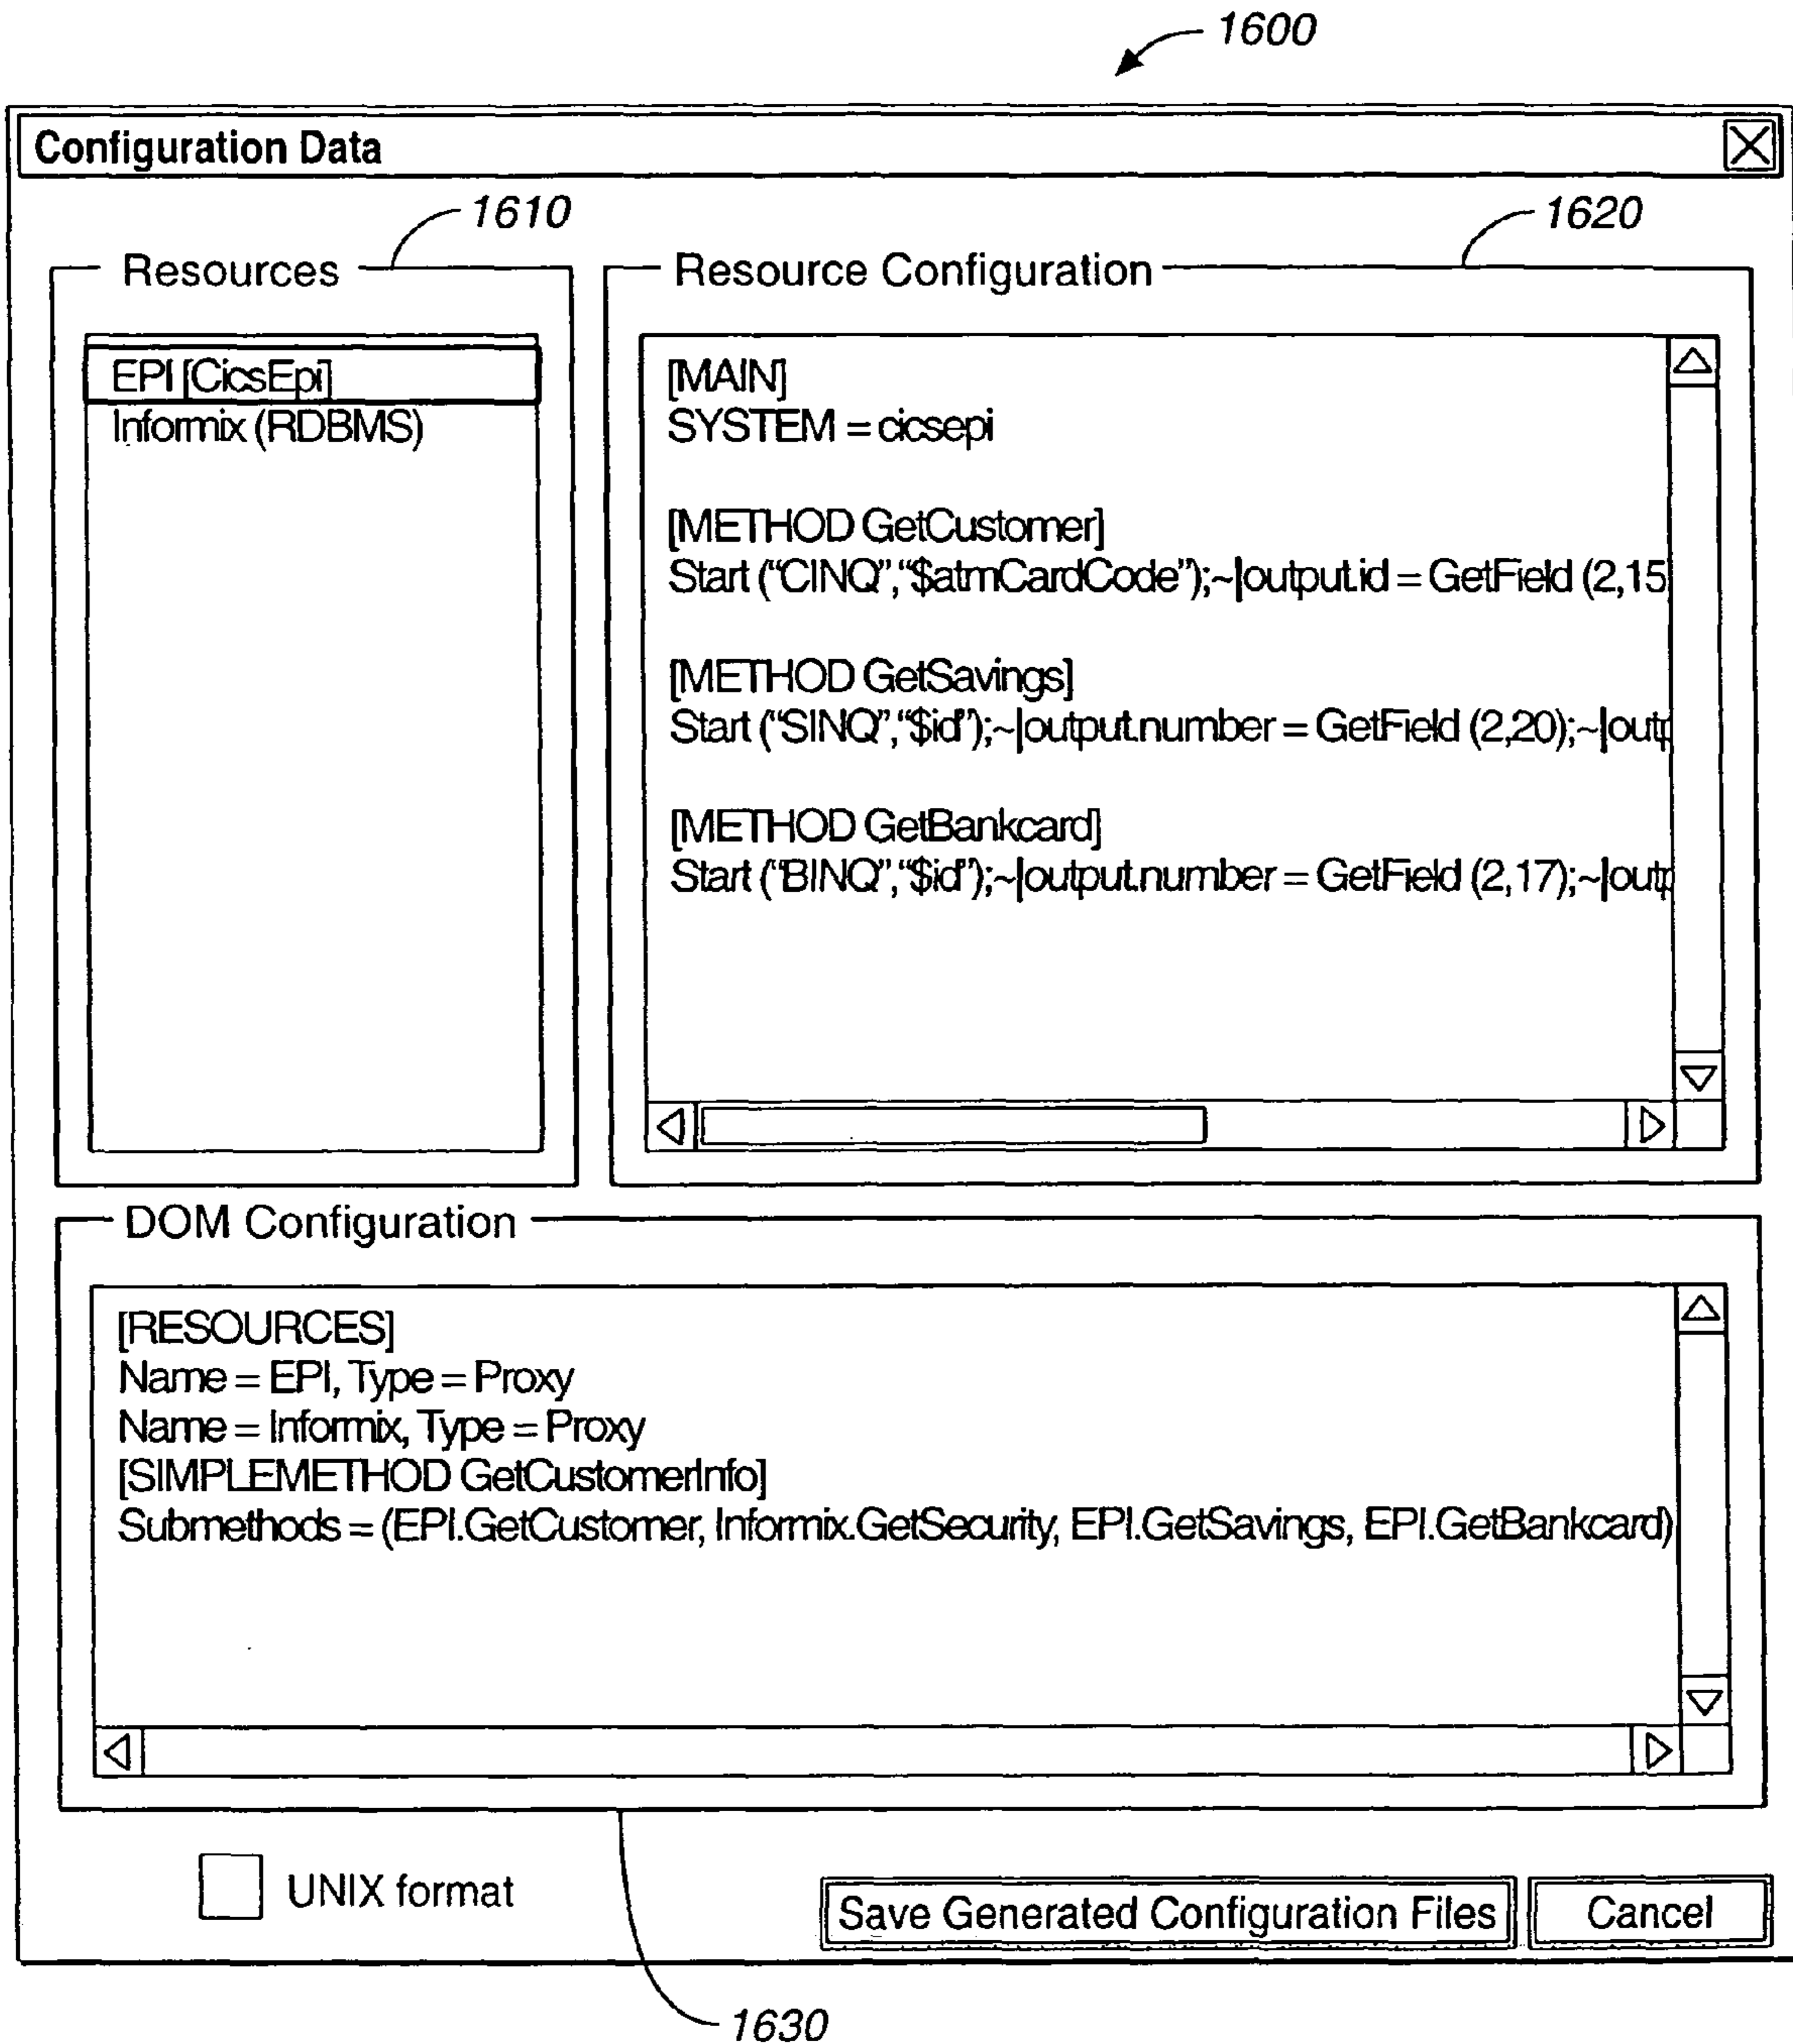 1600
Configuration Data
1610
1620
Resources
EPI [CicsEpi]
Informix (RDBMS)
Resource Configuration
[MAIN]
SYSTEM = cicsepi
[METHOD GetCustomer]
Start ("CINQ","$atmCardCode");~|output.id = GetField (2,15
[METHOD GetSavings]
Start ("SINQ","$id");~|output.number = GetField (2,20);~|outp
[METHOD GetBankcard]
Start ("BINQ","$id");~|output.number = GetField (2,17);~|outp
DOM Configuration
[RESOURCES]
Name = EPI, Type = Proxy
Name = Informix, Type = Proxy
[SIMPLEMETHOD GetCustomerInfo]
Submethods = (EPI.GetCustomer, Informix.GetSecurity, EPI.GetSavings, EPI.GetBankcard)
UNIX format
Save Generated Configuration Files
Cancel
1630